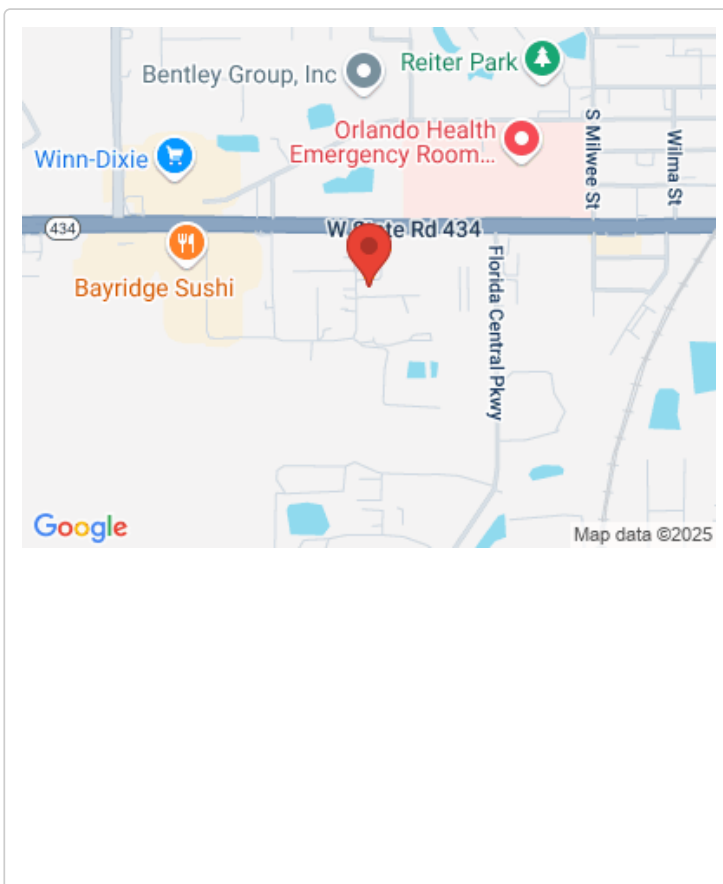 Bentley Group, Inc
Reiter Park
Orlando Health
Emergency Room...
Winn-Dixie
S Milwee St
Wilma St
434
W State Rd 434
Bayridge Sushi
Florida Central Pkwy
Google
Map data ©2025